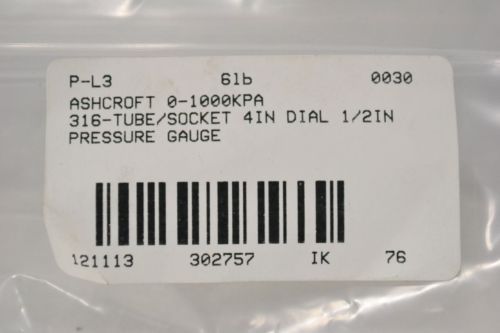 P-L3 6lb 0030
ASHCROFT 0-1000KPA
316-TUBE/SOCKET 4IN DIAL 1/2IN
PRESSURE GAUGE
121113 302757 IK 76